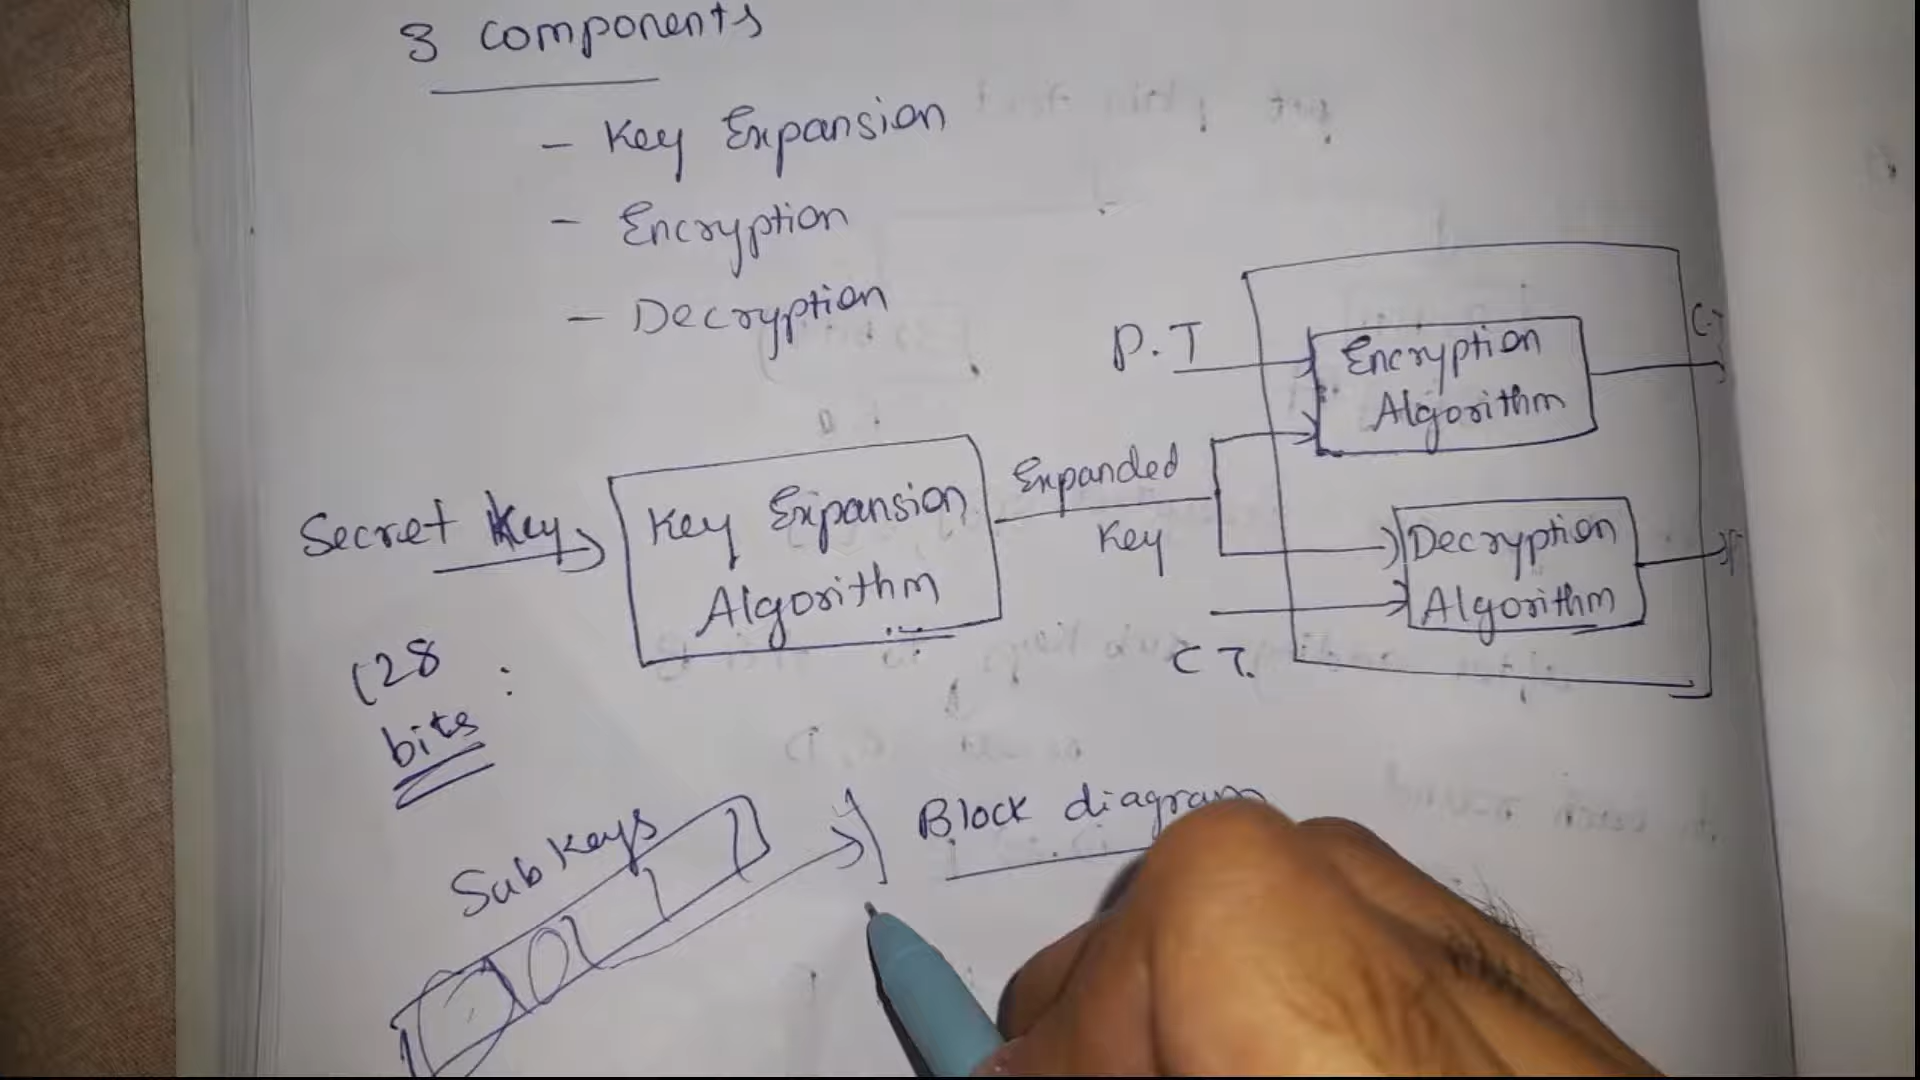 3 components
- Key Expansion
- Encryption
- Decryption
P.T
Encryption
Algorithm
C.T
Secret Key
Key Expansion
Algorithm
Expanded
Key
Decryption
Algorithm
C T.
128
bits
:
Sub Keys
Block diagram